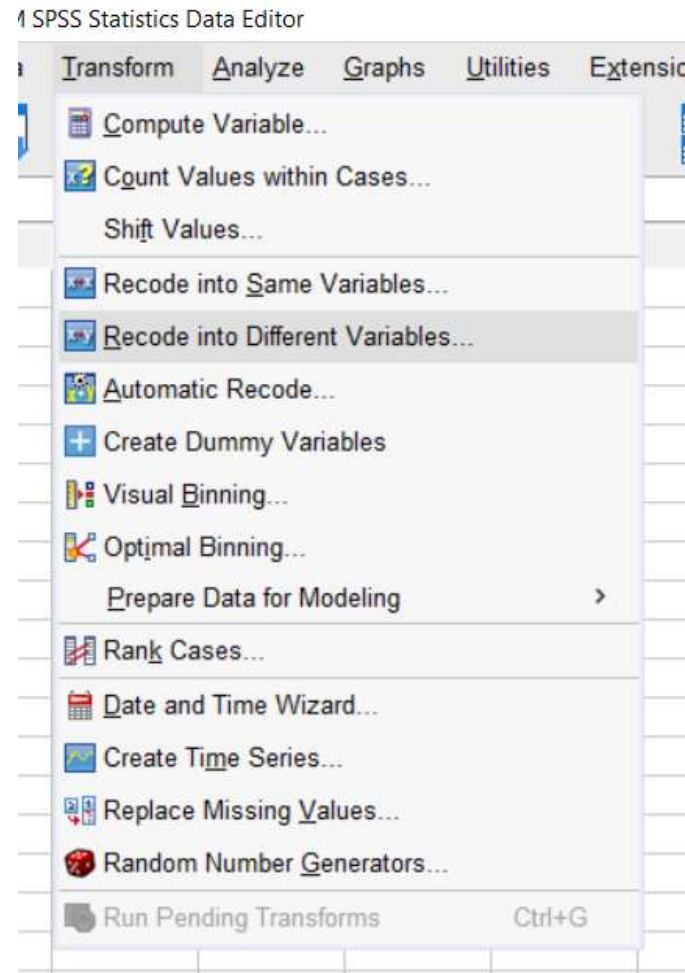 SPSS Statistics Data Editor
Transform Analyze Graphs Utilities
Compute Variable...
Count Values within Cases...
Shift Values...
Recode into Same Variables...
Recode into Different Variables...
Automatic Recode...
Create Dummy Variables
Visual Binning...
Optimal Binning...
Prepare Data for Modeling >
Rank Cases...
Date and Time Wizard...
Create Time Series...
Replace Missing Values...
Random Number Generators...
Run Pending Transforms Ctrl+G